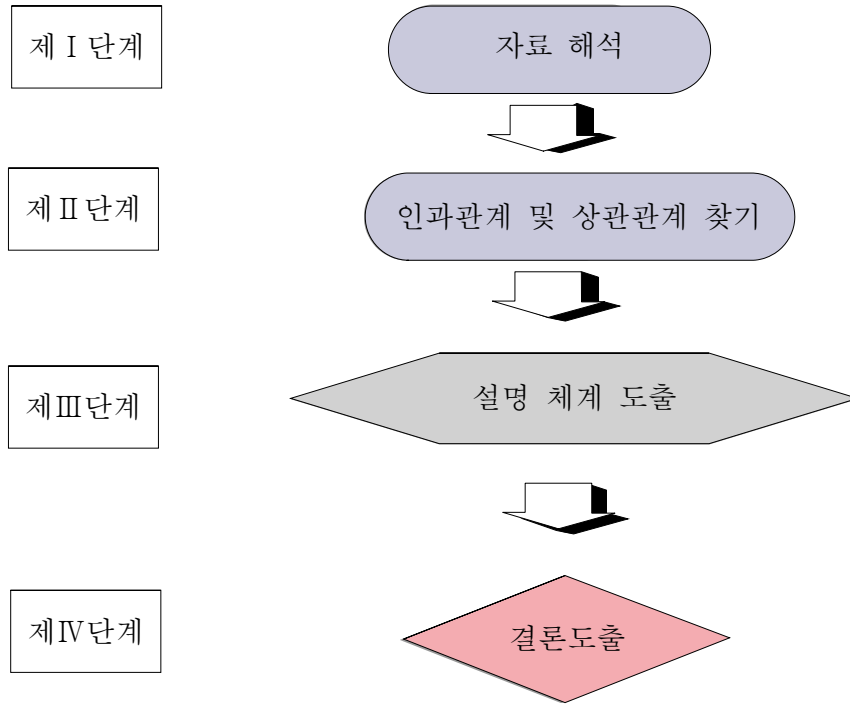 제Ⅰ단계
자료 해석
제Ⅱ단계
인과관계 및 상관관계 찾기
제Ⅲ단계
설명 체계 도출
제Ⅳ단계
결론도출